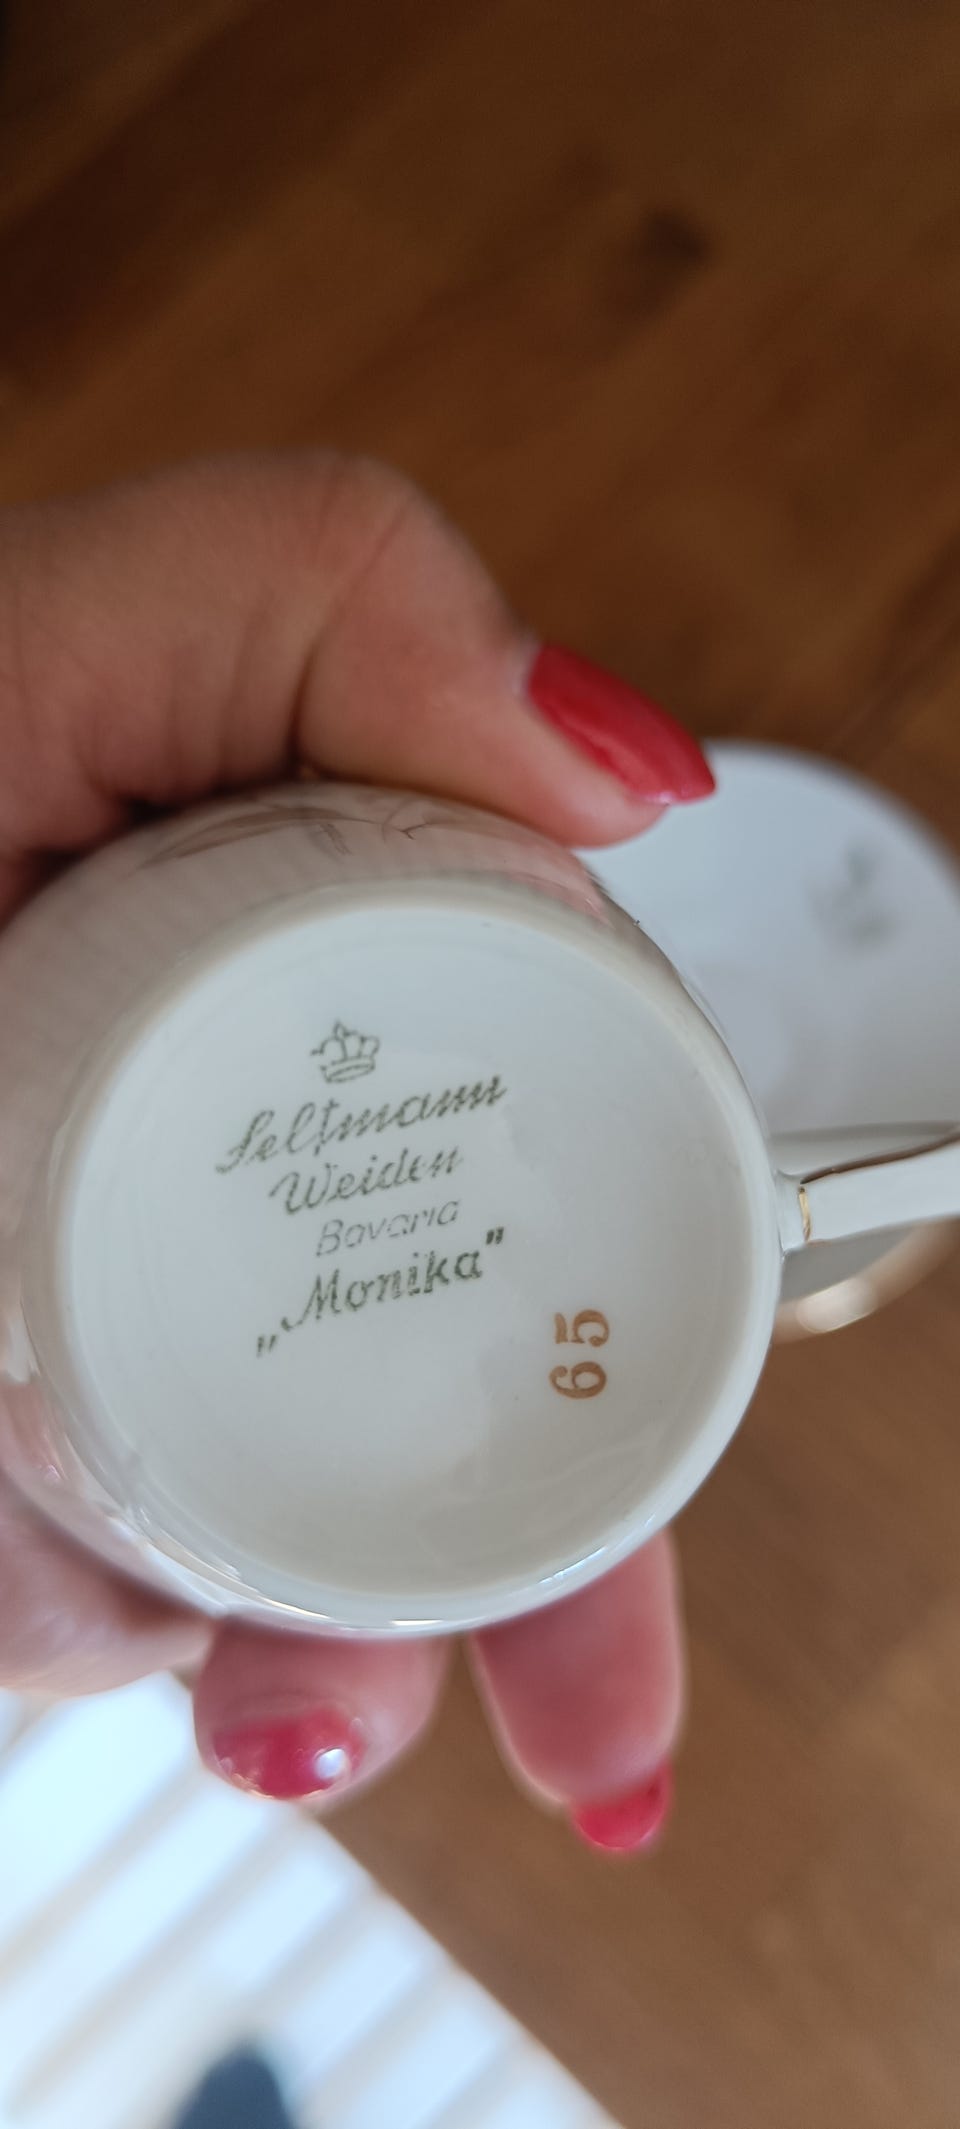 Seltmann
Weiden
Bavaria
„Monika"
65